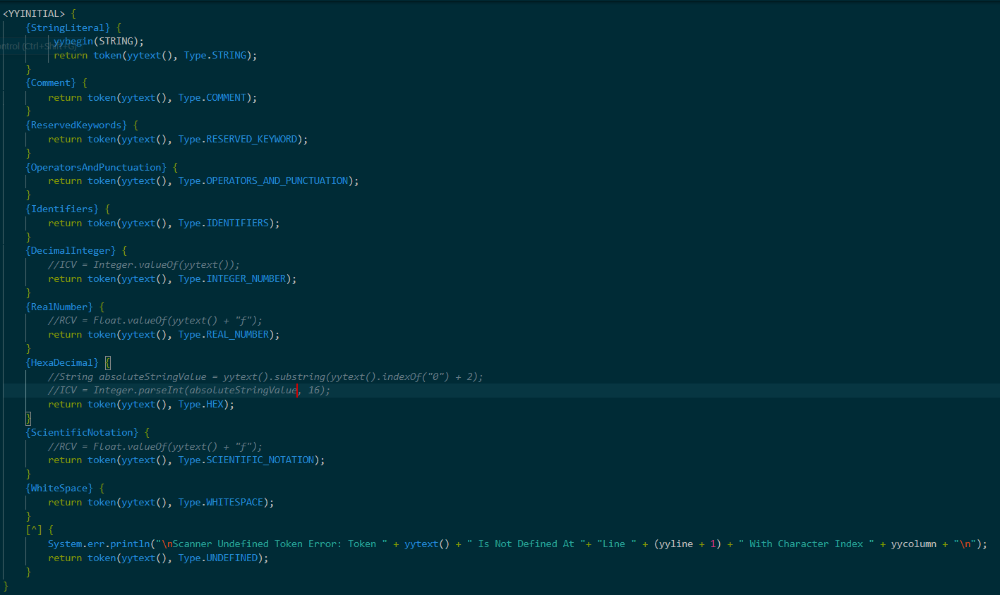 <YYINITIAL> {
{StringLiteral} {
yybegin(STRING);
ntrol (Ctrl+Shift+G)
return token(yytext(), Type.STRING);
}
{Comment} {
return token(yytext(), Type.COMMENT);
}
{ReservedKeywords} {
return token(yytext(), Type.RESERVED_KEYWORD);
}
{OperatorsAndPunctuation} {
return token(yytext(), Type.OPERATORS_AND_PUNCTUATION);
}
{Identifiers} {
return token(yytext(), Type.IDENTIFIERS);
}
{DecimalInteger} {
//ICV = Integer.valueOf(yytext());
return token(yytext(), Type.INTEGER_NUMBER);
}
{RealNumber} {
//RCV = Float.valueOf(yytext() + "f");
return token(yytext(), Type.REAL_NUMBER);
}
{HexaDecimal} {
//String absoluteStringValue = yytext().substring(yytext().indexOf("0") + 2);
//ICV = Integer.parseInt(absoluteStringValue, 16);
return token(yytext(), Type.HEX);
}
{ScientificNotation} {
//RCV = Float.valueOf(yytext() + "f");
return token(yytext(), Type.SCIENTIFIC_NOTATION);
}
{WhiteSpace} {
return token(yytext(), Type.WHITESPACE);
}
[^] {
System.err.println("\nScanner Undefined Token Error: Token " + yytext() + " Is Not Defined At "+ "Line " + (yyline + 1) + " With Character Index " + yycolumn + "\n");
return token(yytext(), Type.UNDEFINED);
}
}